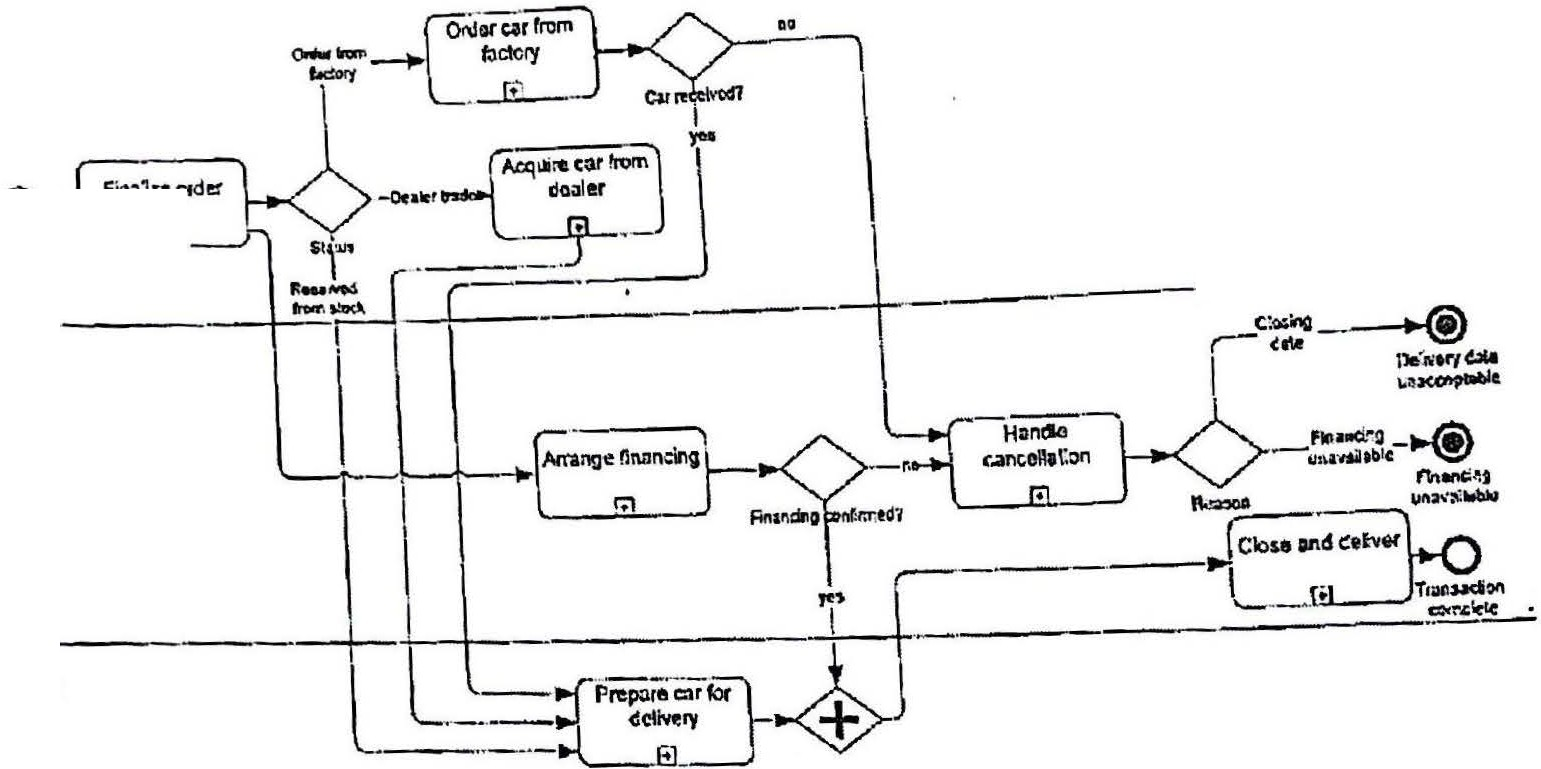 no
Order car from
factory
Order from
factory
Car received?
yes
Acquire car from
dealer
Finalize order
Dealer trade
Status
Reserved
from stock
Closing
date
Delivery date
unacceptable
Arrange financing
no
Handle
cancellation
Financing
unavailable
Financing
unavailable
Reason
Financing confirmed?
Close and deliver
yes
Transaction
complete
Prepare car for
delivery